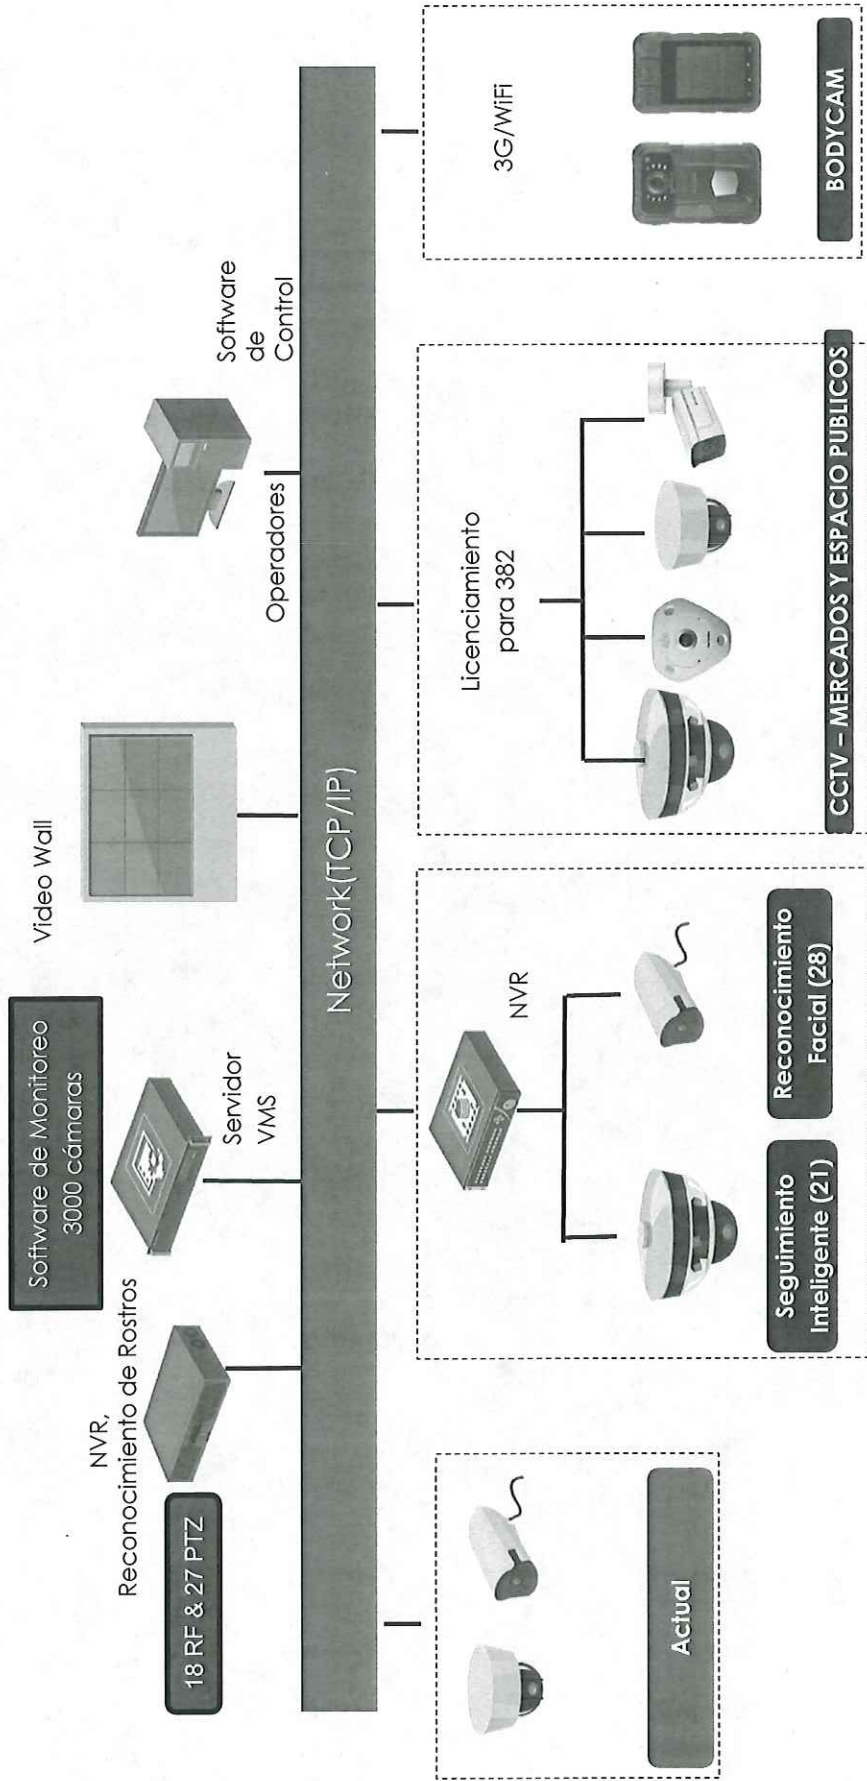 Software de Monitoreo
3000 cámaras
Video Wall
NVR,
Reconocimiento de Rostros
18 RF & 27 PTZ
Servidor
VMS
Operadores
Software
de
Control
Network(TCP/IP)
Actual
NVR
Seguimiento
Inteligente (21)
Reconocimiento
Facial (28)
Licenciamiento
para 382
CCTV – MERCADOS Y ESPACIO PUBLICOS
3G/WiFi
BODYCAM